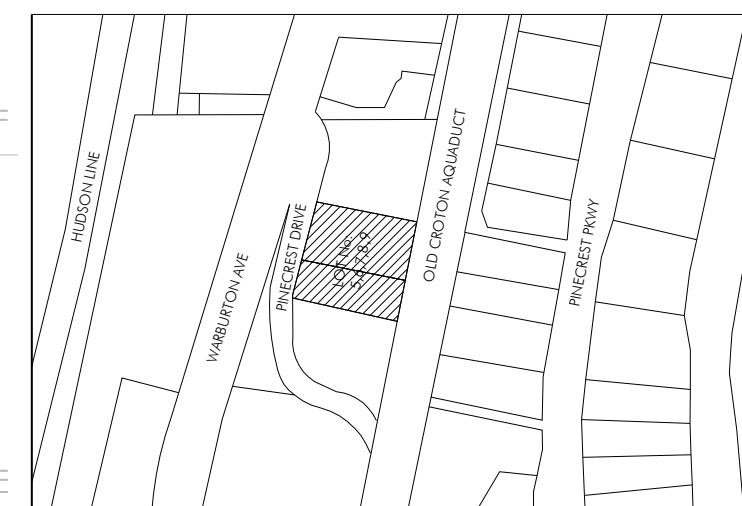 HUDSON LINE
WARBURTON AVE
PINECREST DRIVE
LOT No:
5,6,7,8,9
OLD CROTON AQUADUCT
PINECREST PKWY